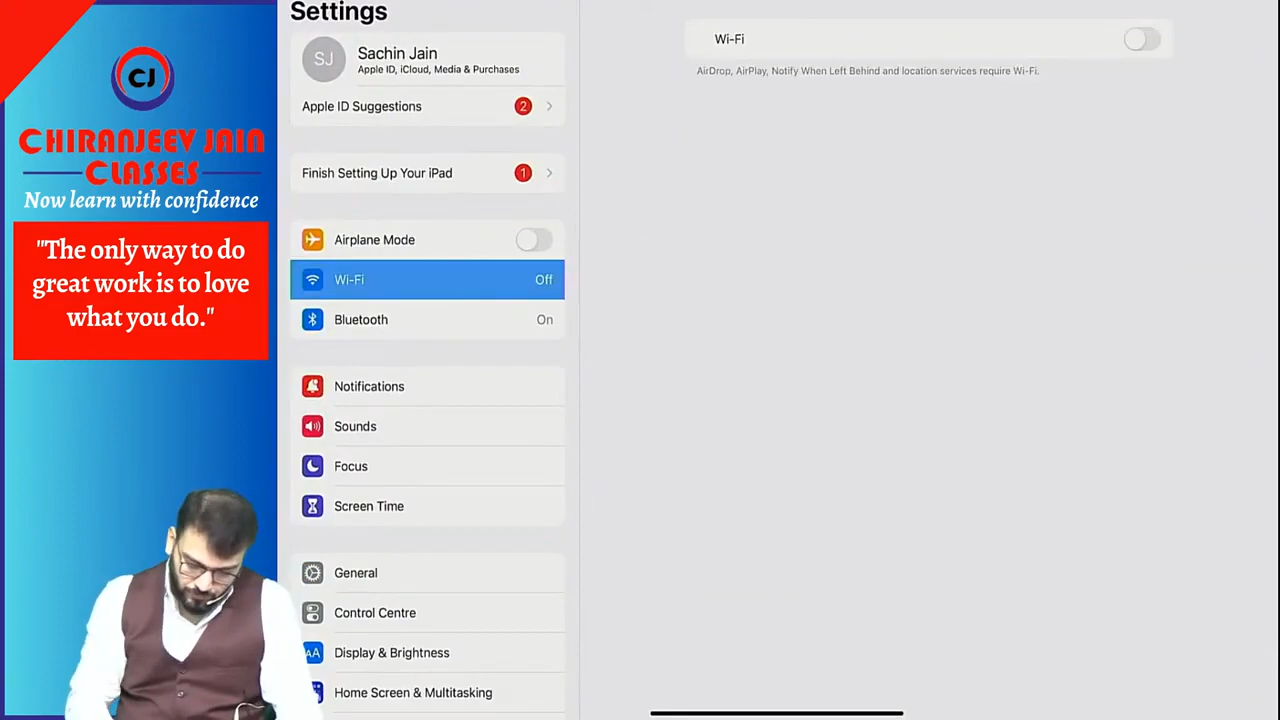 CJ
CHIRANJEEV JAIN
CLASSES
Now learn with confidence
"The only way to do
great work is to love
what you do."
Settings
SJ
Sachin Jain
Apple ID, iCloud, Media & Purchases
Apple ID Suggestions 2
Finish Setting Up Your iPad 1
Airplane Mode
Wi-Fi Off
Bluetooth On
Notifications
Sounds
Focus
Screen Time
General
Control Centre
AA Display & Brightness
Home Screen & Multitasking
Wi-Fi
AirDrop, AirPlay, Notify When Left Behind and location services require Wi-Fi.